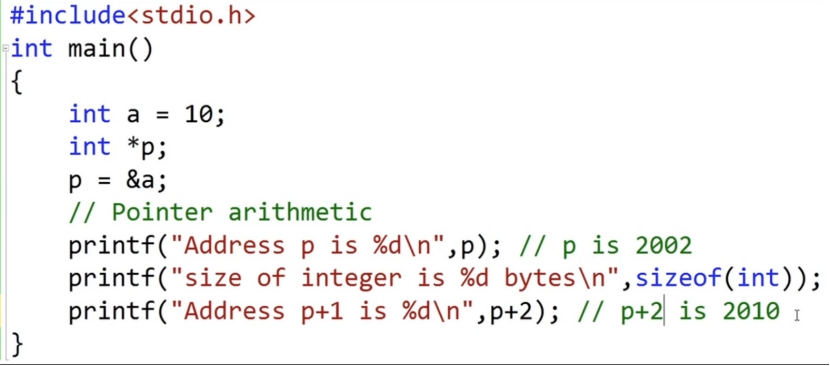 #include<stdio.h>
int main()
{
    int a = 10;
    int *p;
    p = &a;
    // Pointer arithmetic
    printf("Address p is %d\n",p); // p is 2002
    printf("size of integer is %d bytes\n",sizeof(int));
    printf("Address p+1 is %d\n",p+2); // p+2 is 2010
}